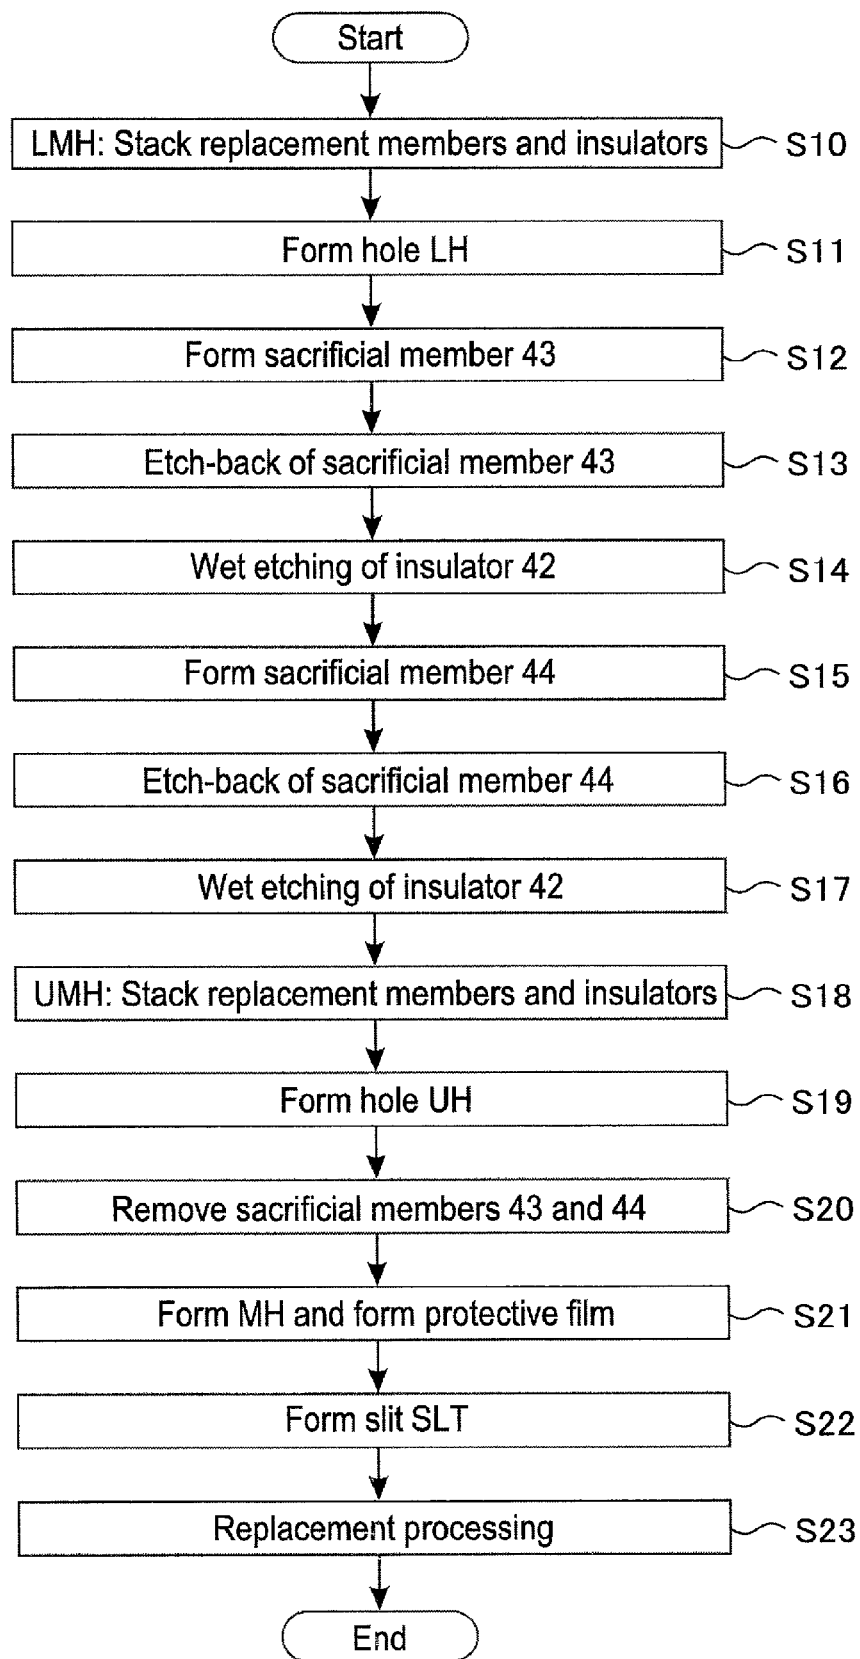 Start
LMH: Stack replacement members and insulators S10
Form hole LH S11
Form sacrificial member 43 S12
Etch-back of sacrificial member 43 S13
Wet etching of insulator 42 S14
Form sacrificial member 44 S15
Etch-back of sacrificial member 44 S16
Wet etching of insulator 42 S17
UMH: Stack replacement members and insulators S18
Form hole UH S19
Remove sacrificial members 43 and 44 S20
Form MH and form protective film S21
Form slit SLT S22
Replacement processing S23
End